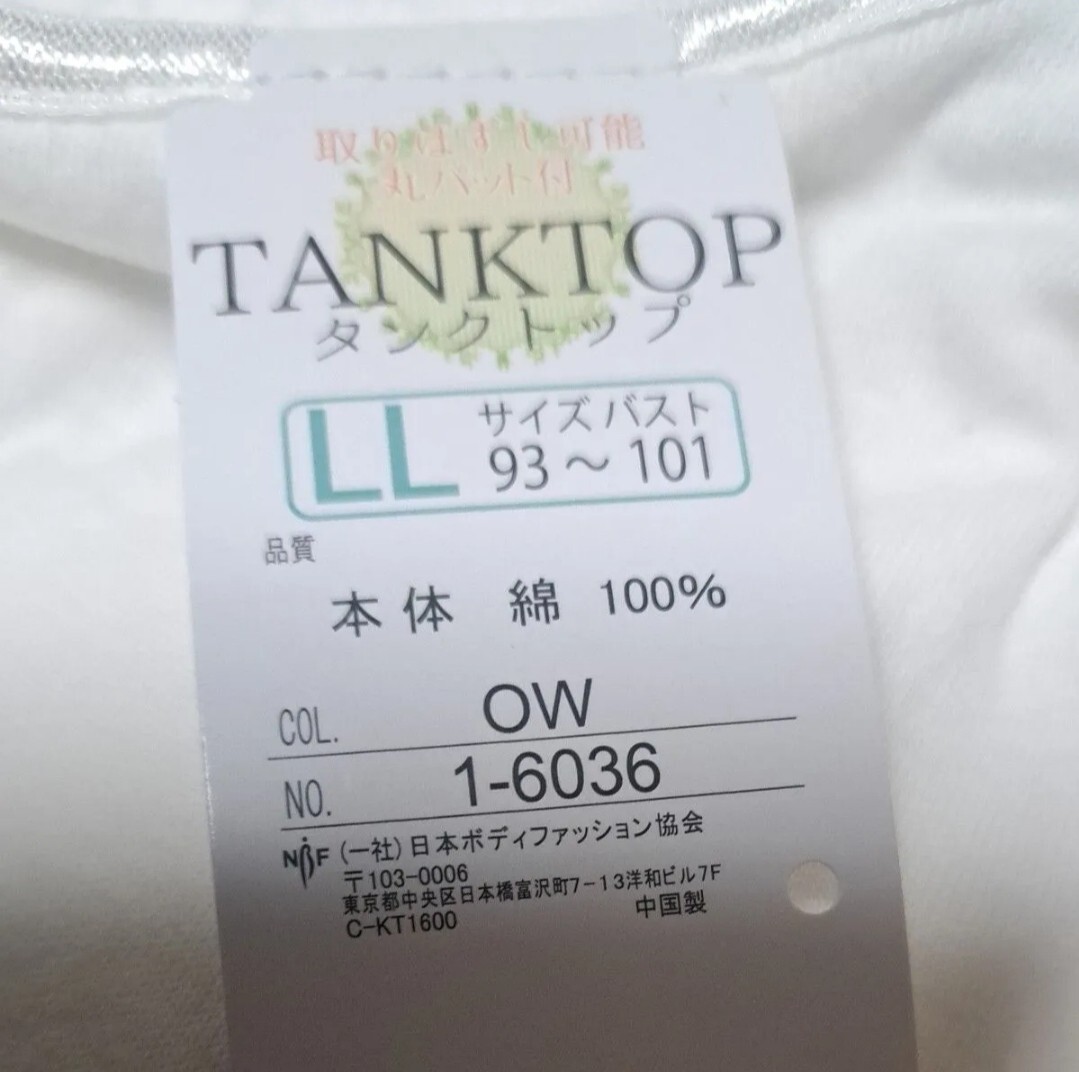 取りはずし可能
丸パット付
TANKTOP
タンクトップ
LL サイズ バスト
93〜101
品質
本体 綿 100%
COL. OW
NO. 1-6036
NBF (一社)日本ボディファッション協会
〒103-0006
東京都中央区日本橋富沢町7-13洋和ビル7F
C-KT1600 中国製